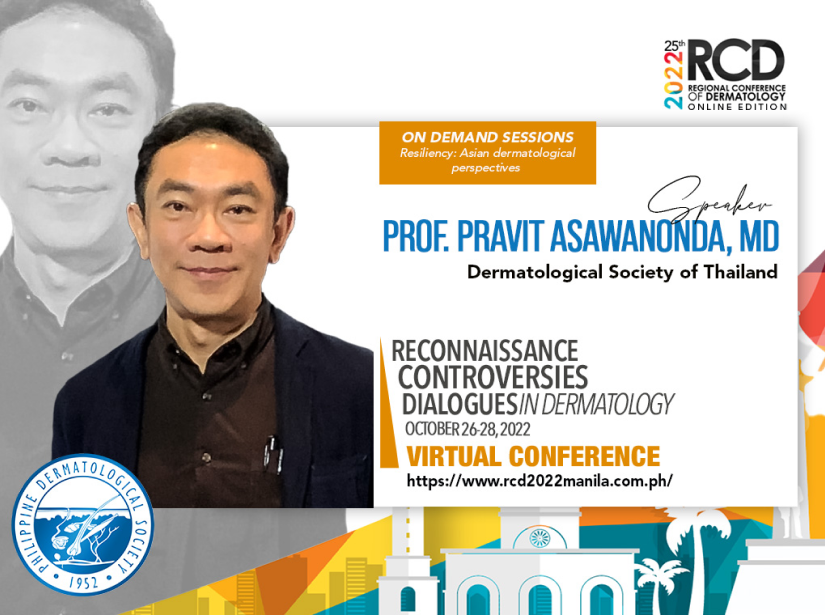 25th
2022
RCD
REGIONAL CONFERENCE
OF DERMATOLOGY
ONLINE EDITION
ON DEMAND SESSIONS
Resiliency: Asian dermatological
perspectives
Speaker
PROF. PRAVIT ASAWANONDA, MD
Dermatological Society of Thailand
RECONNAISSANCE
CONTROVERSIES
DIALOGUES IN DERMATOLOGY
OCTOBER 26-28, 2022
VIRTUAL CONFERENCE
https://www.rcd2022manila.com.ph/
PHILIPPINE DERMATOLOGICAL SOCIETY
• 1952 •